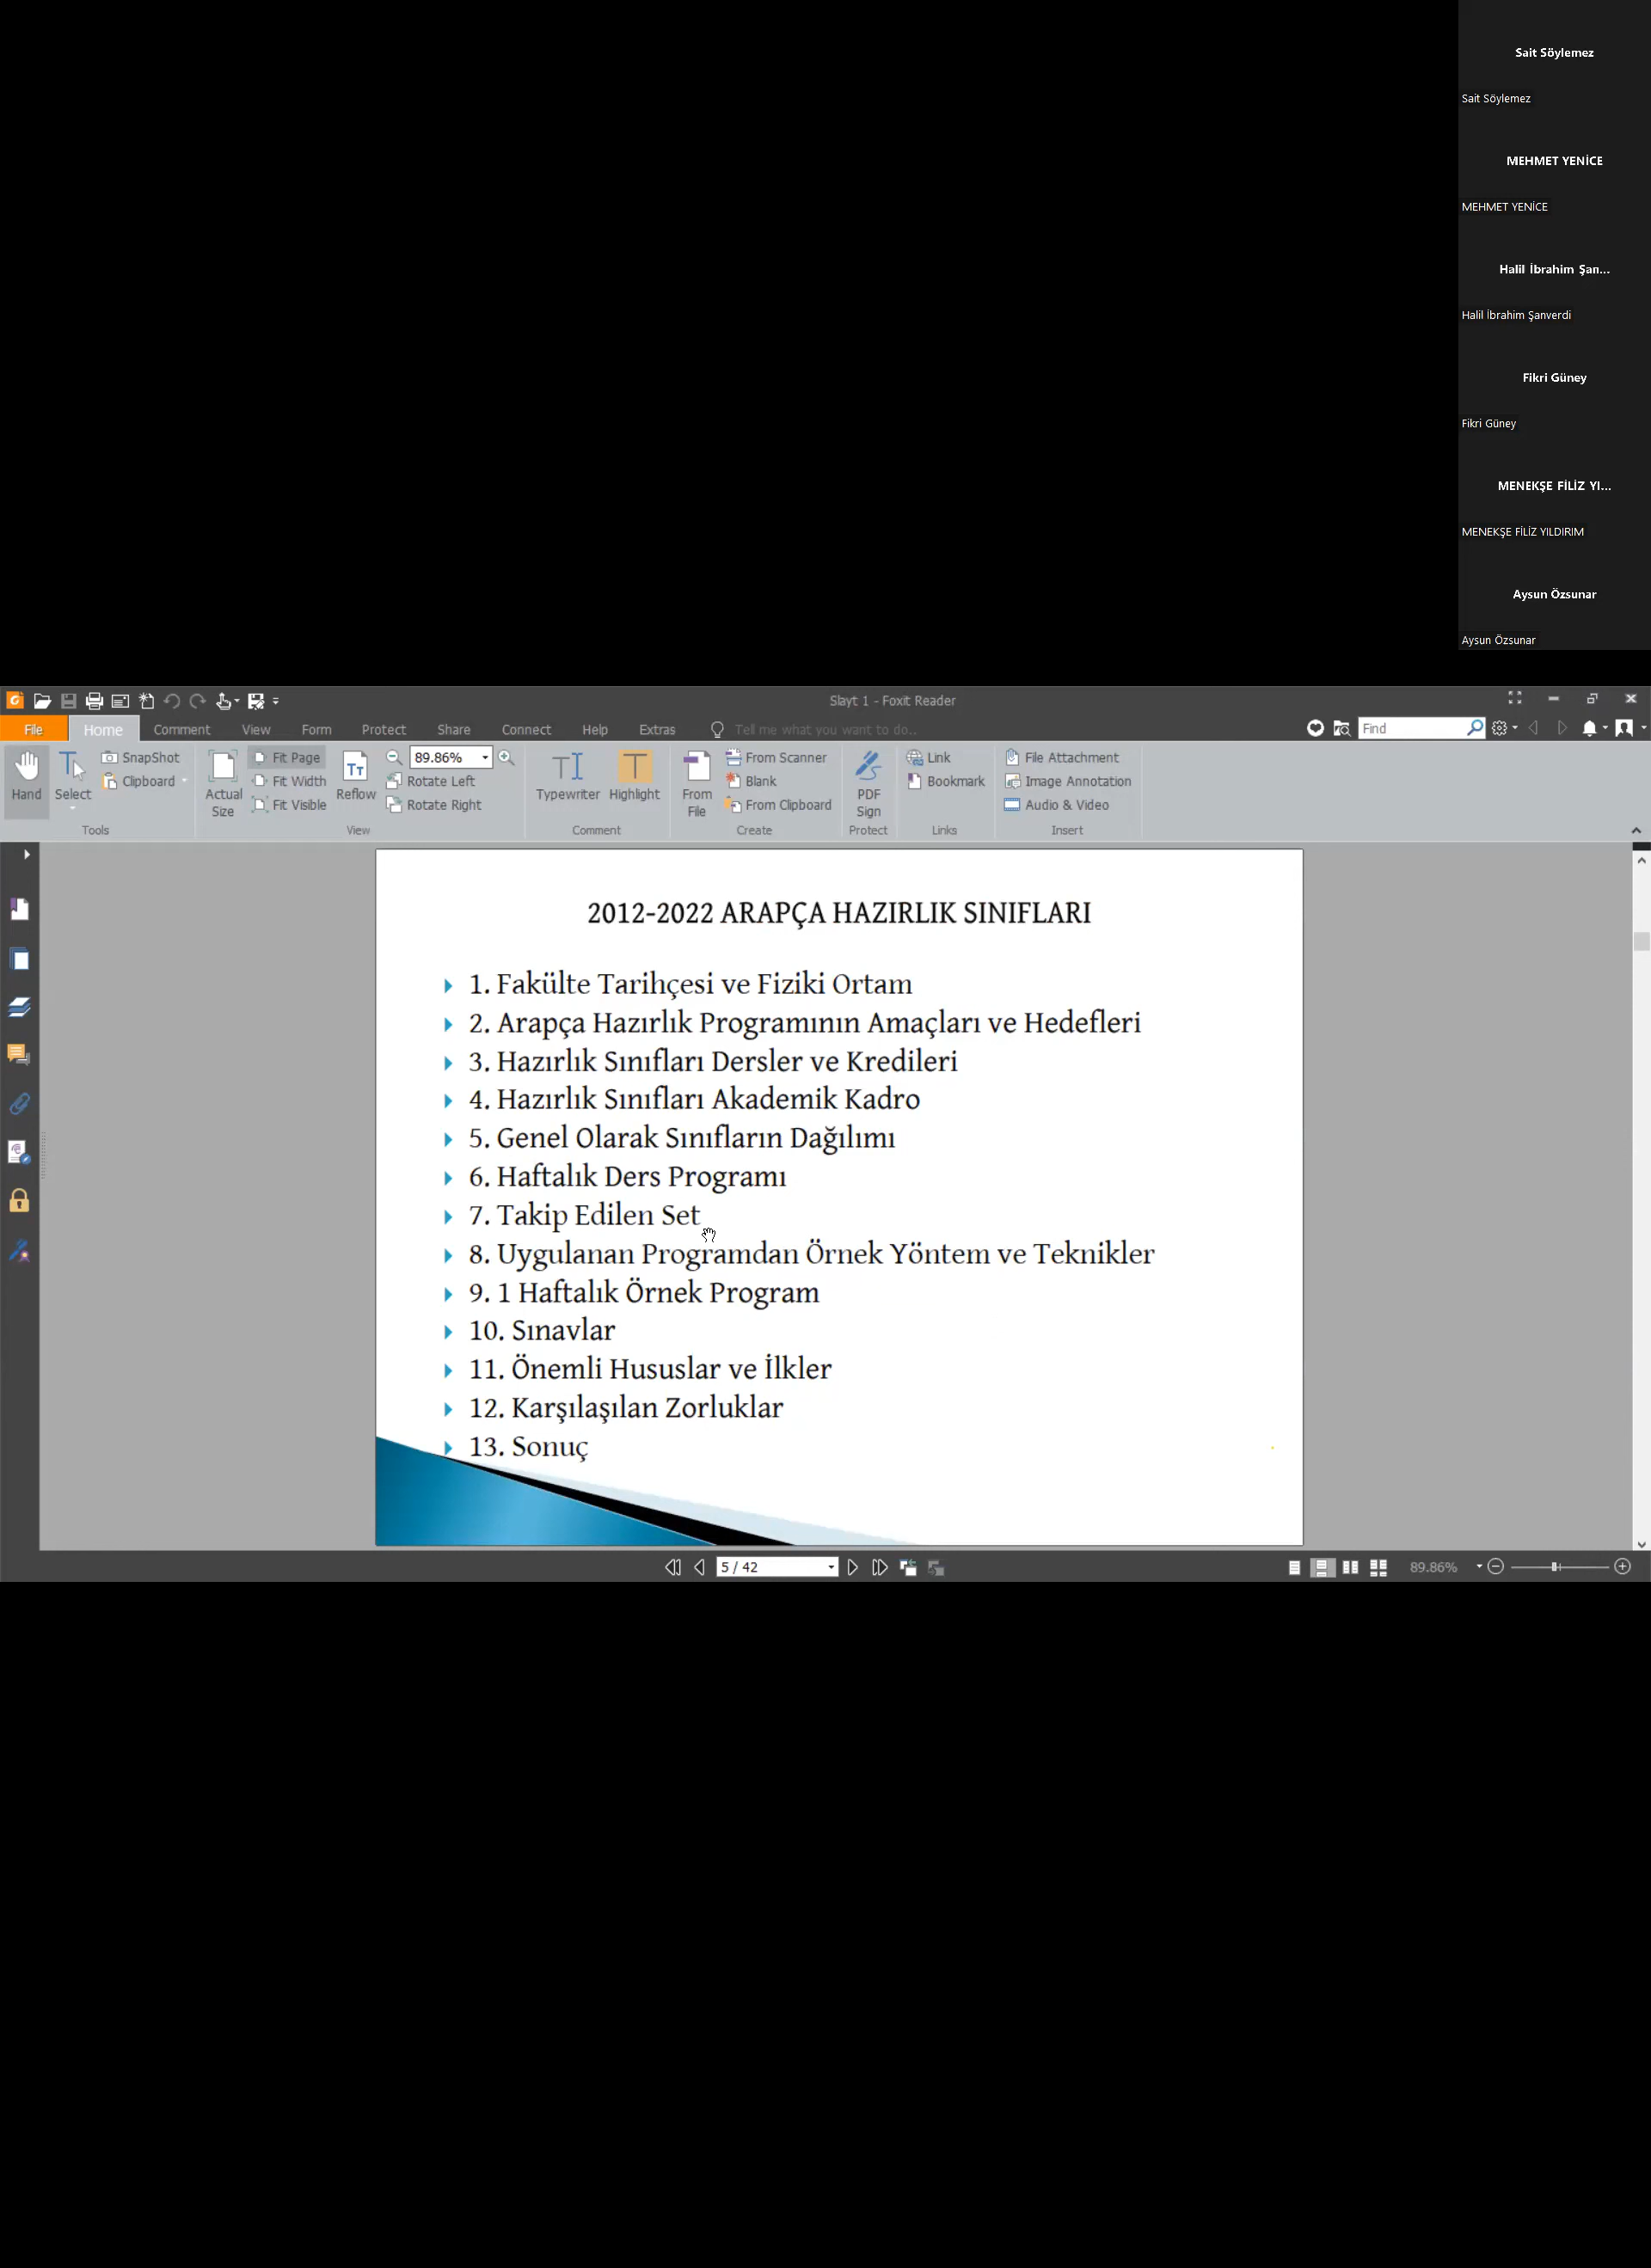 Sait Söylemez
Sait Söylemez
MEHMET YENİCE
MEHMET YENİCE
Halil İbrahim Şan...
Halil İbrahim Şanverdi
Fikri Güney
Fikri Güney
MENEKŞE FİLİZ YI...
MENEKŞE FİLİZ YILDIRIM
Aysun Özsunar
Aysun Özsunar
Slayt 1 - Foxit Reader
File Home Comment View Form Protect Share Connect Help Extras Tell me what you want to do.. Find
Hand
Select
SnapShot
Clipboard
Tools
Actual
Size
Fit Page
Fit Width
Fit Visible
Reflow
89.86%
Rotate Left
Rotate Right
View
Typewriter
Highlight
Comment
From
File
From Scanner
Blank
From Clipboard
Create
PDF
Sign
Protect
Link
Bookmark
Links
File Attachment
Image Annotation
Audio & Video
Insert
2012-2022 ARAPÇA HAZIRLIK SINIFLARI
1. Fakülte Tarihçesi ve Fiziki Ortam
2. Arapça Hazırlık Programının Amaçları ve Hedefleri
3. Hazırlık Sınıfları Dersler ve Kredileri
4. Hazırlık Sınıfları Akademik Kadro
5. Genel Olarak Sınıfların Dağılımı
6. Haftalık Ders Programı
7. Takip Edilen Set
8. Uygulanan Programdan Örnek Yöntem ve Teknikler
9. 1 Haftalık Örnek Program
10. Sınavlar
11. Önemli Hususlar ve İlkler
12. Karşılaşılan Zorluklar
13. Sonuç
5 / 42
89.86%